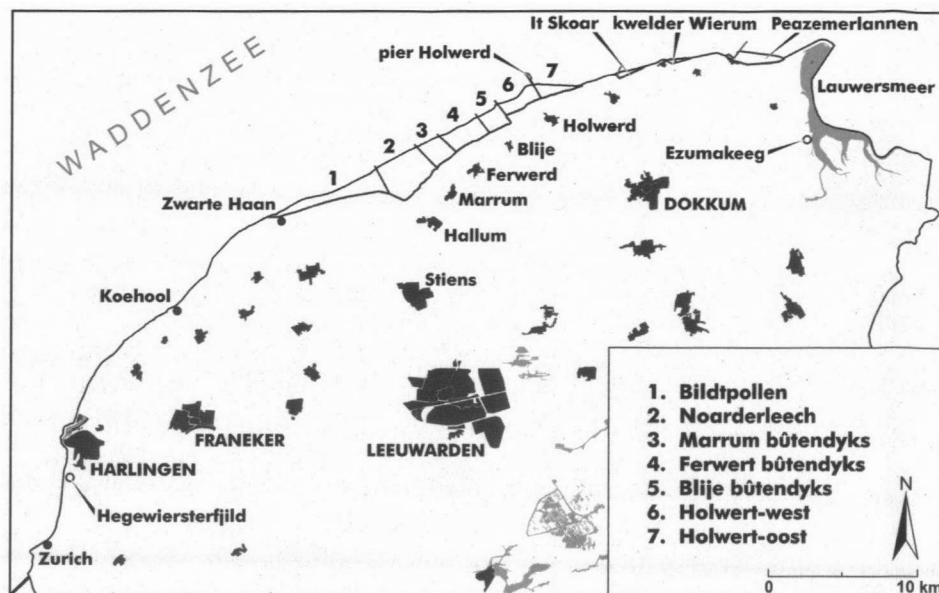 It Skoar kwelder Wierum Peazemerlannen
pier Holwerd
WADDENZEE
Lauwersmeer
7
6
5
4
3
2
1
Holwerd
Blije
Ezumakeeg
Ferwerd
Marrum
DOKKUM
Zwarte Haan
Hallum
Stiens
Koehool
FRANEKER
LEEUWARDEN
HARLINGEN
Hegewiersterfjild
Zurich
1. Bildtpollen
2. Noarderleech
3. Marrum bûtendyks
4. Ferwert bûtendyks
5. Blije bûtendyks
6. Holwert-west
7. Holwert-oost
N
0 10 km